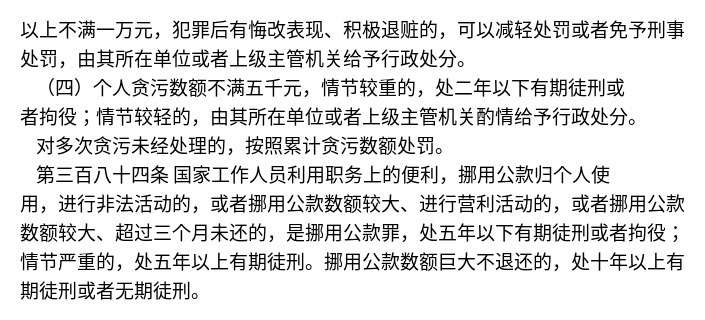 以上不满一万元，犯罪后有悔改表现、积极退赃的，可以减轻处罚或者免予刑事
处罚，由其所在单位或者上级主管机关给予行政处分。
（四）个人贪污数额不满五千元，情节较重的，处二年以下有期徒刑或
者拘役；情节较轻的，由其所在单位或者上级主管机关酌情给予行政处分。
对多次贪污未经处理的，按照累计贪污数额处罚。
第三百八十四条 国家工作人员利用职务上的便利，挪用公款归个人使
用，进行非法活动的，或者挪用公款数额较大、进行营利活动的，或者挪用公款
数额较大、超过三个月未还的，是挪用公款罪，处五年以下有期徒刑或者拘役；
情节严重的，处五年以上有期徒刑。挪用公款数额巨大不退还的，处十年以上有
期徒刑或者无期徒刑。